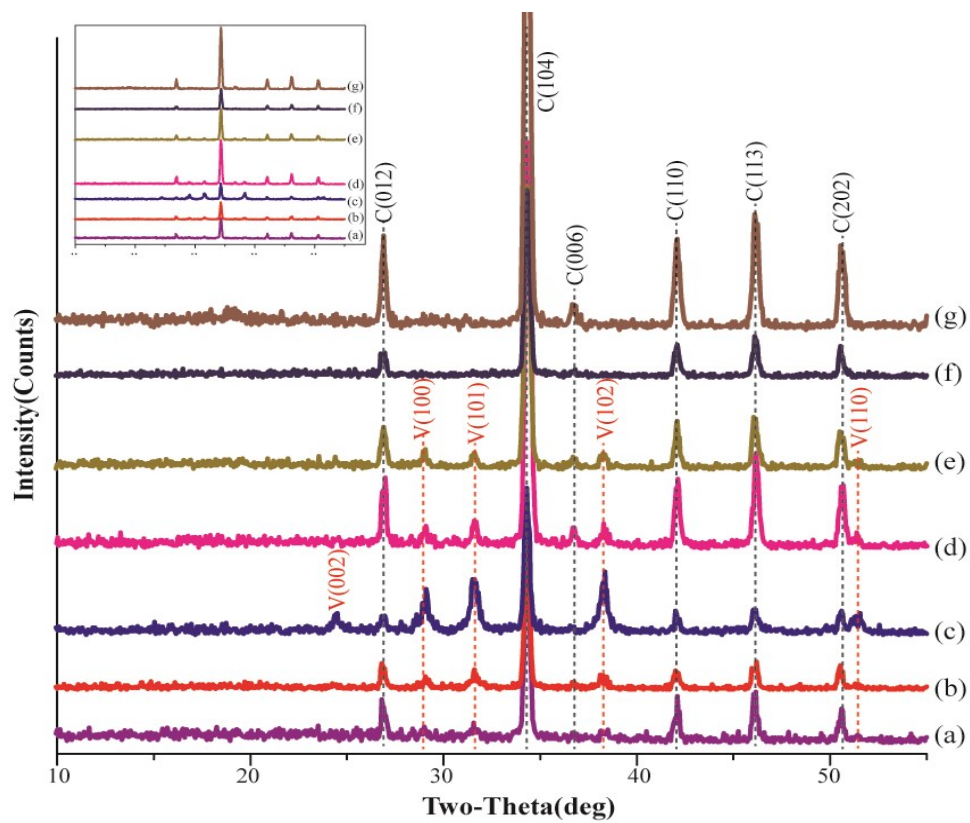 (g)
(f)
(e)
(d)
(c)
(b)
(a)
C(012)
C(104)
C(006)
C(110)
C(113)
C(202)
(g)
(f)
V(100)
V(101)
V(102)
V(110)
(e)
(d)
V(002)
(c)
(b)
(a)
Intensity(Counts)
10
20
30
40
50
Two-Theta(deg)